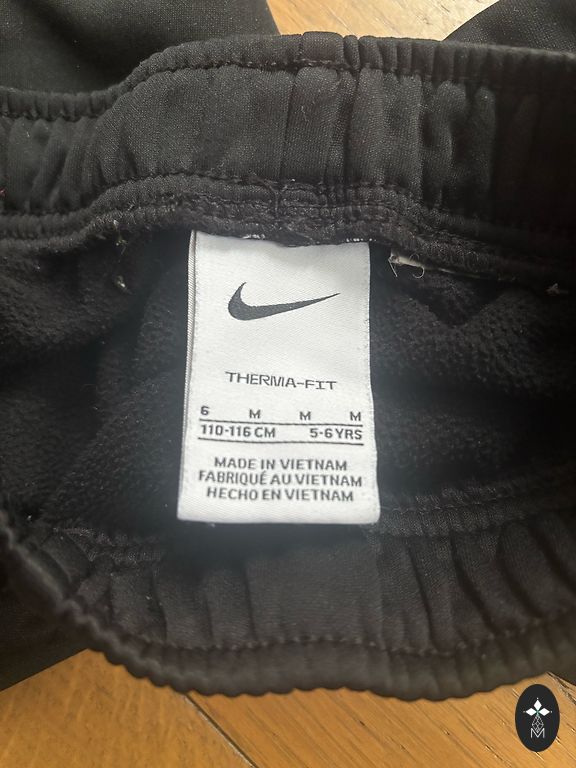 THERMA-FIT
6 M M M
110-116 CM 5-6 YRS
MADE IN VIETNAM
FABRIQUÉ AU VIETNAM
HECHO EN VIETNAM
M